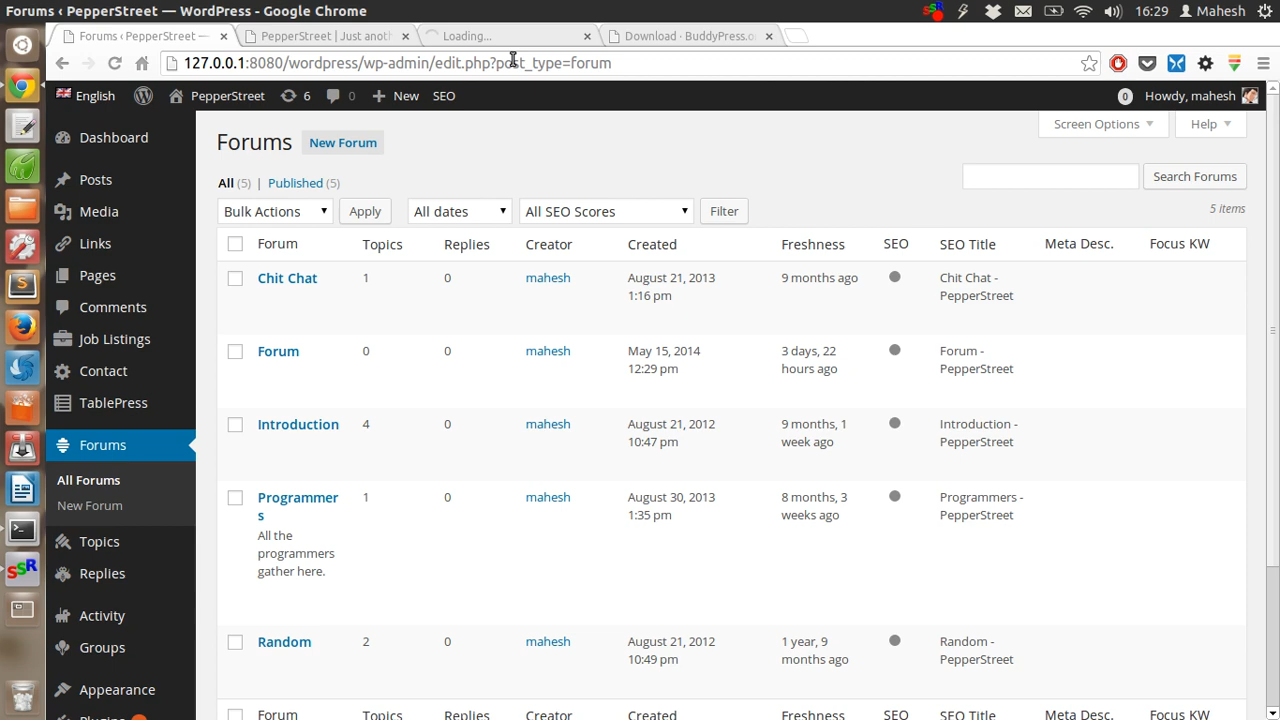 Forums ‹ PepperStreet — WordPress - Google Chrome
16:29 Mahesh
Forums ‹ PepperStreet — × PepperStreet | Just anoth × Loading... × Download · BuddyPress.o ×
127.0.0.1:8080/wordpress/wp-admin/edit.php?post_type=forum
English PepperStreet 6 0 New SEO 0 Howdy, mahesh
Screen Options Help
Dashboard
Posts
Media
Links
Pages
Comments
Job Listings
Contact
TablePress
Forums
All Forums
New Forum
Topics
Replies
Activity
Groups
Appearance
Forums New Forum
All (5) | Published (5)
Search Forums
Bulk Actions Apply All dates All SEO Scores Filter
5 items
Forum Topics Replies Creator Created Freshness SEO SEO Title Meta Desc. Focus KW
Chit Chat 1 0 mahesh August 21, 2013 9 months ago Chit Chat -
1:16 pm PepperStreet
Forum 0 0 mahesh May 15, 2014 3 days, 22 Forum -
12:29 pm hours ago PepperStreet
Introduction 4 0 mahesh August 21, 2012 9 months, 1 Introduction -
10:47 pm week ago PepperStreet
Programmer 1 0 mahesh August 30, 2013 8 months, 3 Programmers -
s 1:35 pm weeks ago PepperStreet
All the
programmers
gather here.
Random 2 0 mahesh August 21, 2012 1 year, 9 Random -
10:49 pm months ago PepperStreet
Forum Topics Replies Creator Created Freshness SEO SEO Title Meta Desc. Focus KW